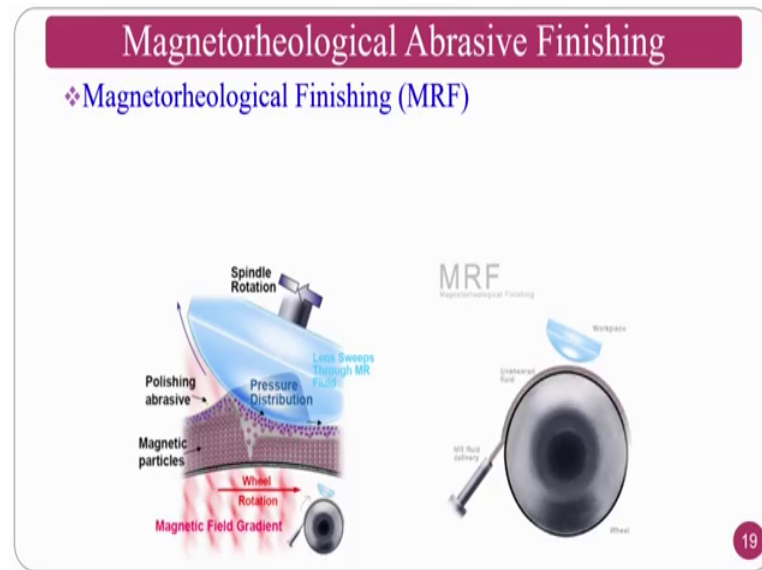 Magnetorheological Abrasive Finishing
❖Magnetorheological Finishing (MRF)
Spindle
Rotation
Lens Sweeps
Through MR
Fluid
Polishing
abrasive
Pressure
Distribution
Magnetic
particles
Wheel
Rotation
Magnetic Field Gradient
MRF
Magnetorheological Finishing
Workpiece
Unsheared
fluid
MR fluid
delivery
Wheel
19